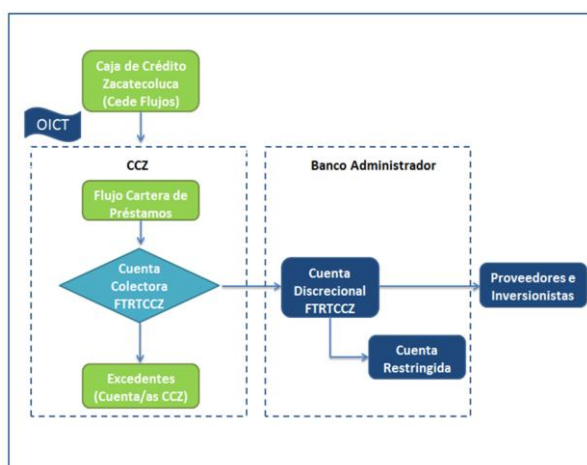 Caja de Crédito
Zacatecoluca
(Cede Flujos)
OICT
CCZ
Banco Administrador
Flujo Cartera de
Préstamos
Cuenta
Colectora
FTRTCCZ
Cuenta
Discrecional
FTRTCCZ
Proveedores e
Inversionistas
Cuenta
Restringida
Excedentes
(Cuenta/as CCZ)